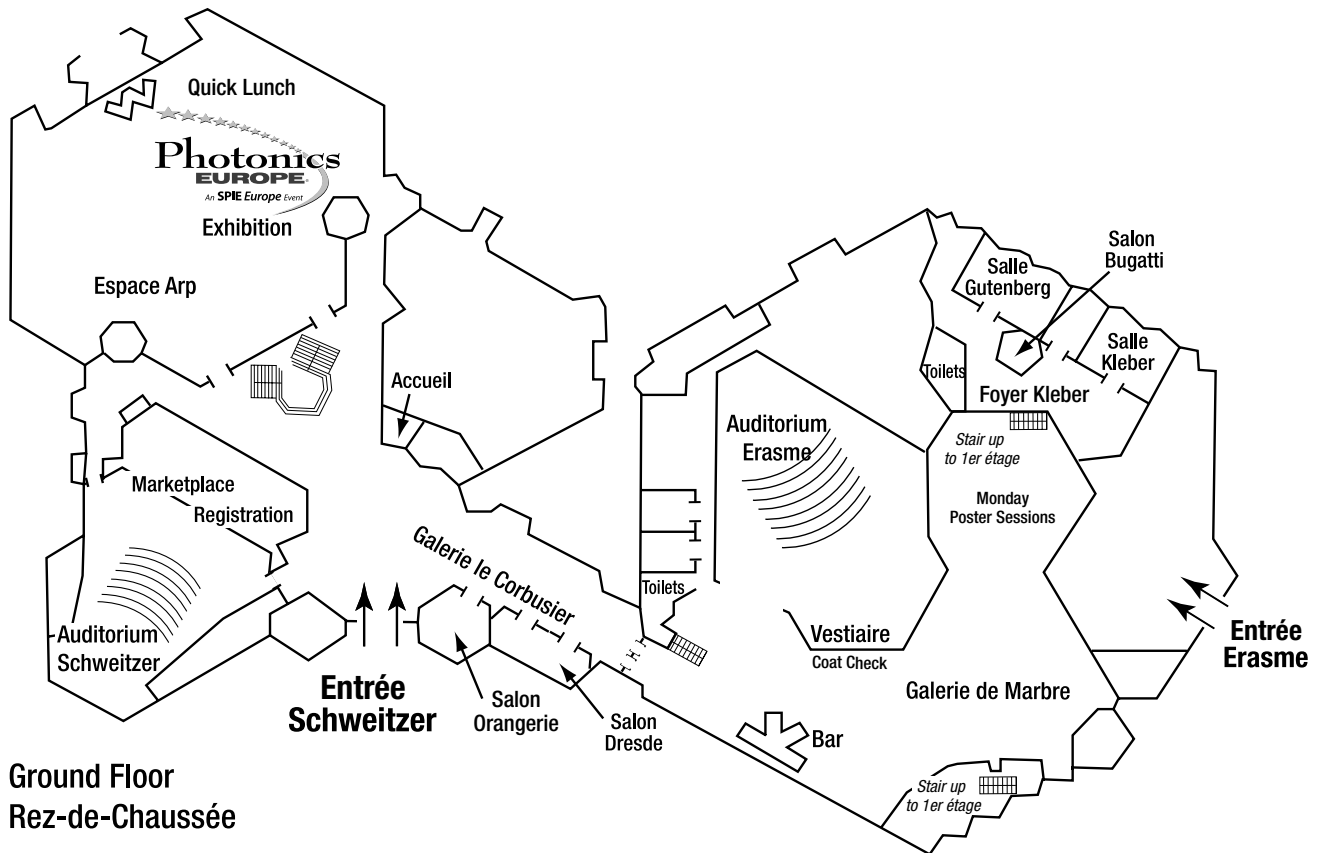 Quick Lunch
Photonics
EUROPE®
An SPIE Europe Event
Exhibition
Espace Arp
Accueil
Marketplace
Registration
Auditorium
Schweitzer
Entrée
Schweitzer
Galerie le Corbusier
Salon
Orangerie
Salon
Dresde
Toilets
Auditorium
Erasme
Vestiaire
Coat Check
Bar
Galerie de Marbre
Stair up
to 1er étage
Toilets
Foyer Kleber
Stair up
to 1er étage
Monday
Poster Sessions
Salle
Gutenberg
Salon
Bugatti
Salle
Kleber
Entrée
Erasme
Ground Floor
Rez-de-Chaussée